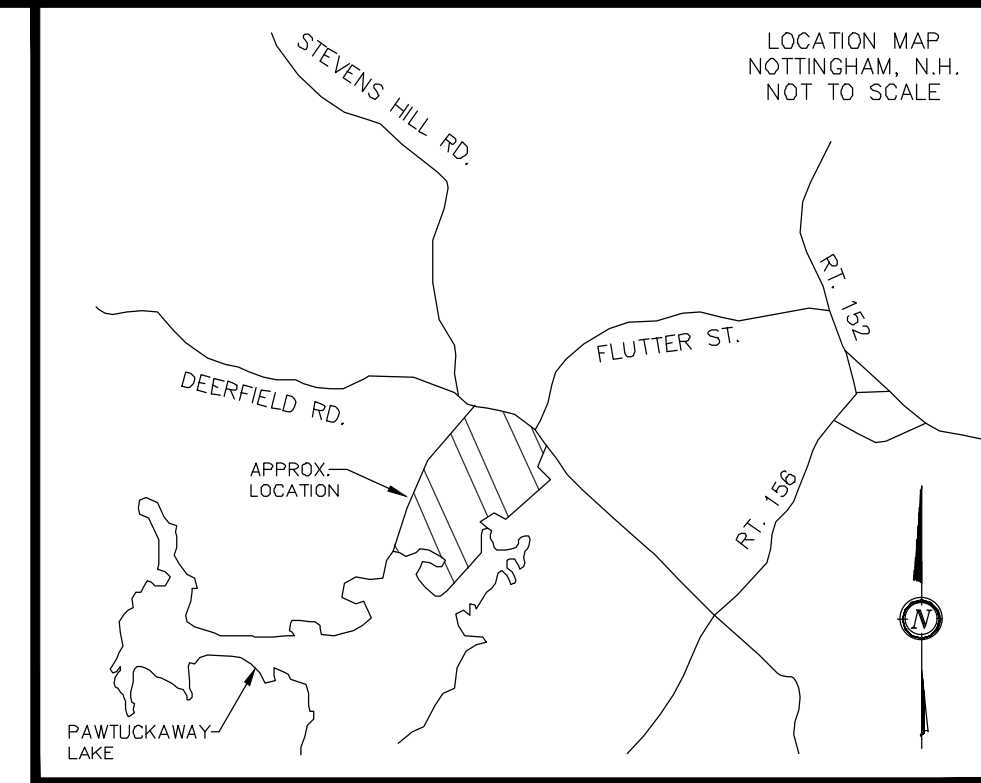 LOCATION MAP
NOTTINGHAM, N.H.
NOT TO SCALE
STEVENS HILL RD.
RT. 152
FLUTTER ST.
DEERFIELD RD.
APPROX.
LOCATION
RT. 156
N
PAWTUCKAWAY
LAKE